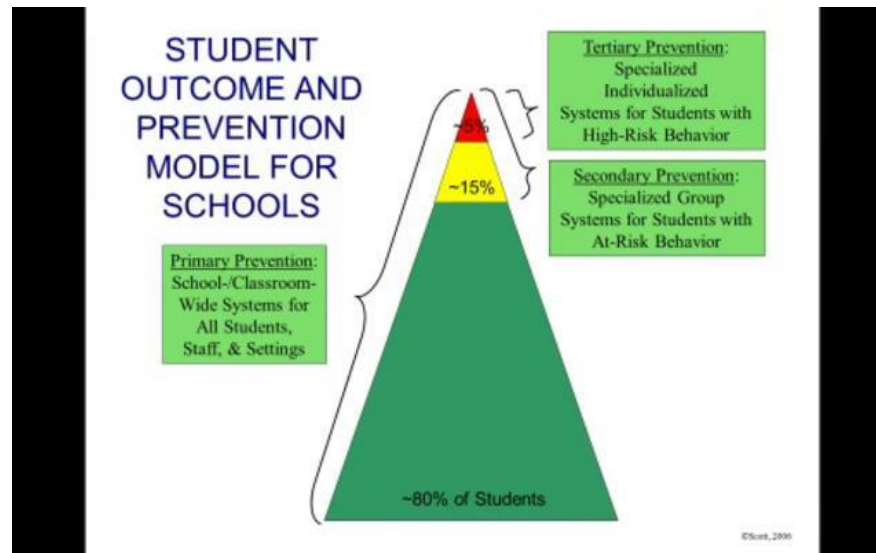 STUDENT
OUTCOME AND
PREVENTION
MODEL FOR
SCHOOLS
Tertiary Prevention:
Specialized
Individualized
Systems for Students with
High-Risk Behavior
~5%
~15%
Secondary Prevention:
Specialized Group
Systems for Students with
At-Risk Behavior
Primary Prevention:
School-/Classroom-
Wide Systems for
All Students,
Staff, & Settings
~80% of Students
©Scott, 2006